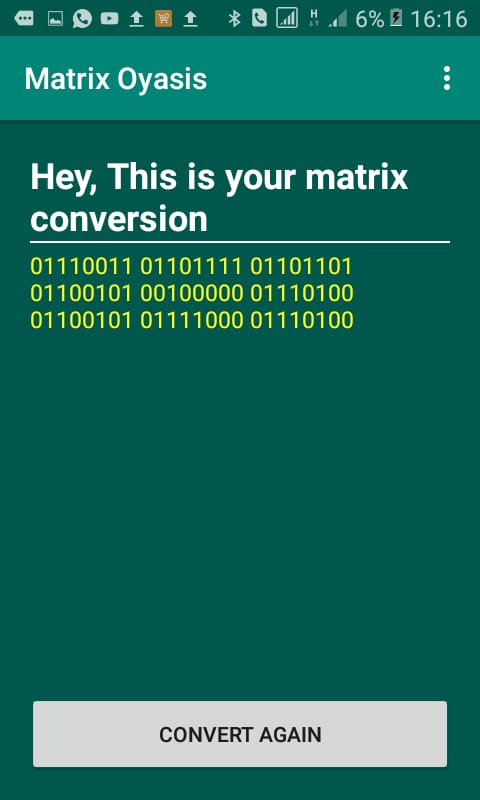 H
6% 16:16
Matrix Oyasis
Hey, This is your matrix
conversion
01110011 01101111 01101101
01100101 00100000 01110100
01100101 01111000 01110100
CONVERT AGAIN